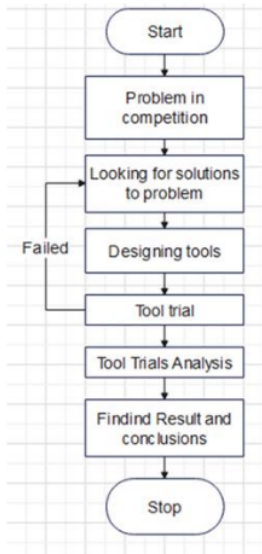 Start
Problem in
competition
Looking for solutions
to problem
Failed
Designing tools
Tool trial
Tool Trials Analysis
Findind Result and
conclusions
Stop